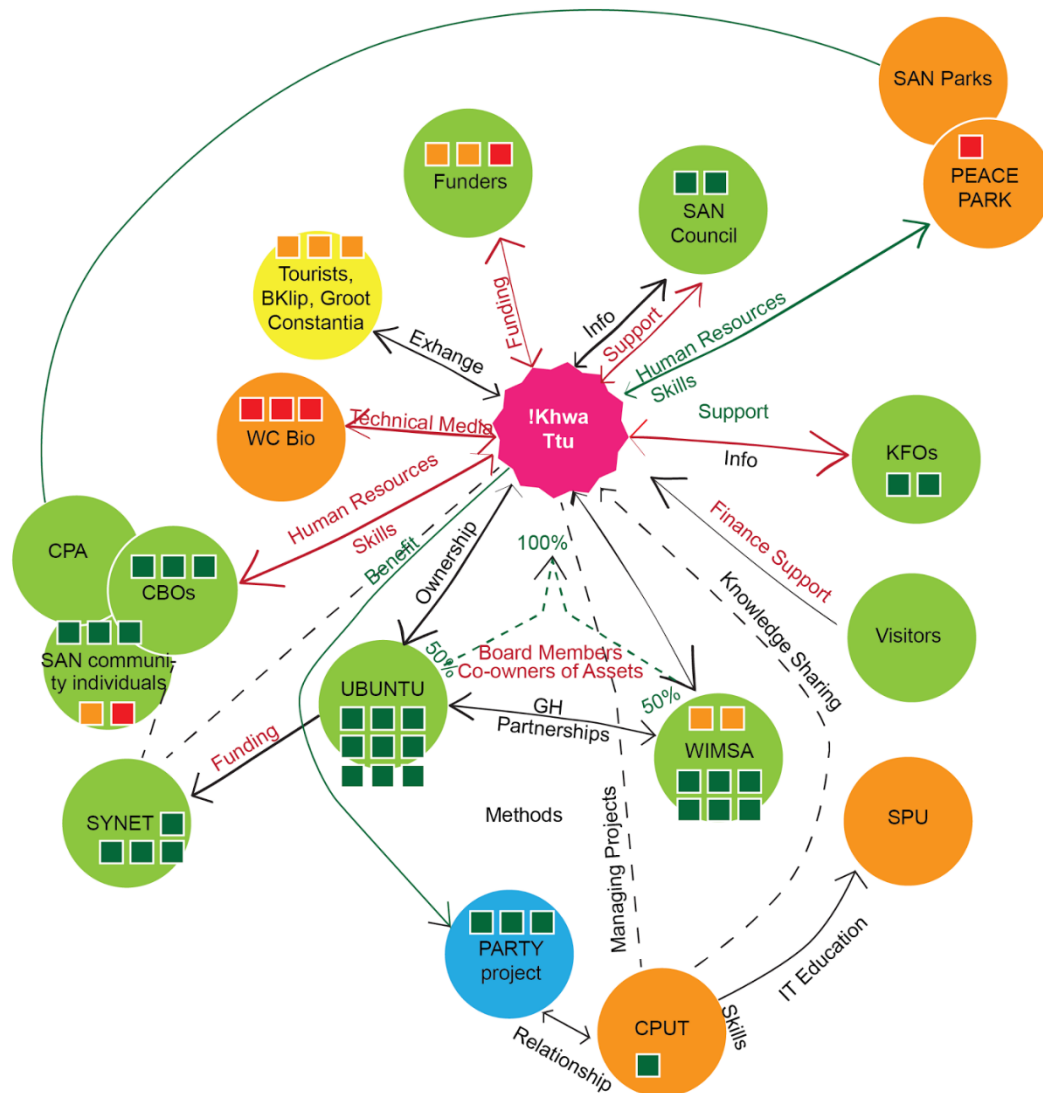 SAN Parks
PEACE
PARK
Funders
SAN
Council
Tourists,
BKlip, Groot
Constantia
Funding
Info
Support
Human Resources
Skills
Exhange
!Khwa
Ttu
Support
Technical Media
WC Bio
Info
KFOs
Human Resources
Skills
Finance Support
CPA
CBOs
Benefit
Ownership
100%
Knowledge Sharing
Visitors
SAN communi-
ty individuals
50%
Board Members
Co-owners of Assets
50%
UBUNTU
GH
Partnerships
WIMSA
Funding
SYNET
Methods
Managing Projects
SPU
PARTY
project
IT Education
Skills
CPUT
Relationship